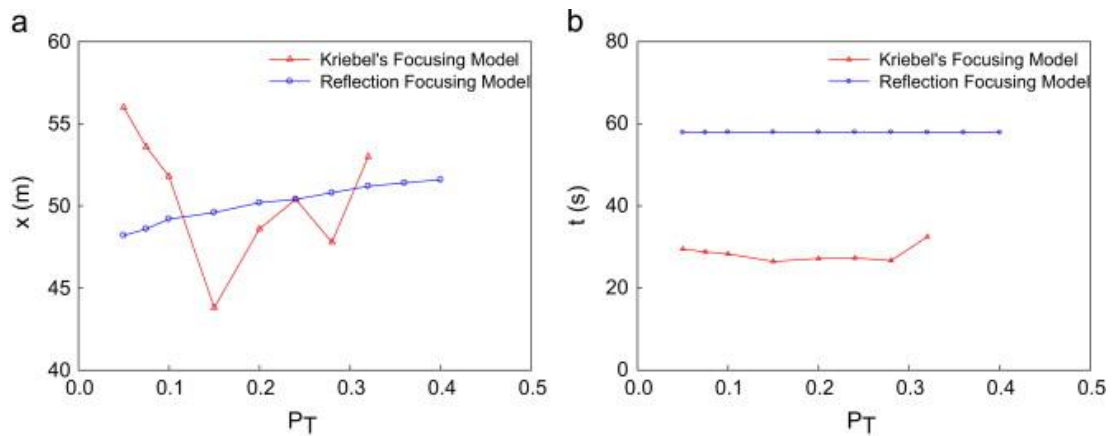 a
60
55
50
45
40
x (m)
Kriebel's Focusing Model
Reflection Focusing Model
0.0 0.1 0.2 0.3 0.4 0.5
PT
b
80
60
40
20
0
t (s)
Kriebel's Focusing Model
Reflection Focusing Model
0.0 0.1 0.2 0.3 0.4 0.5
PT